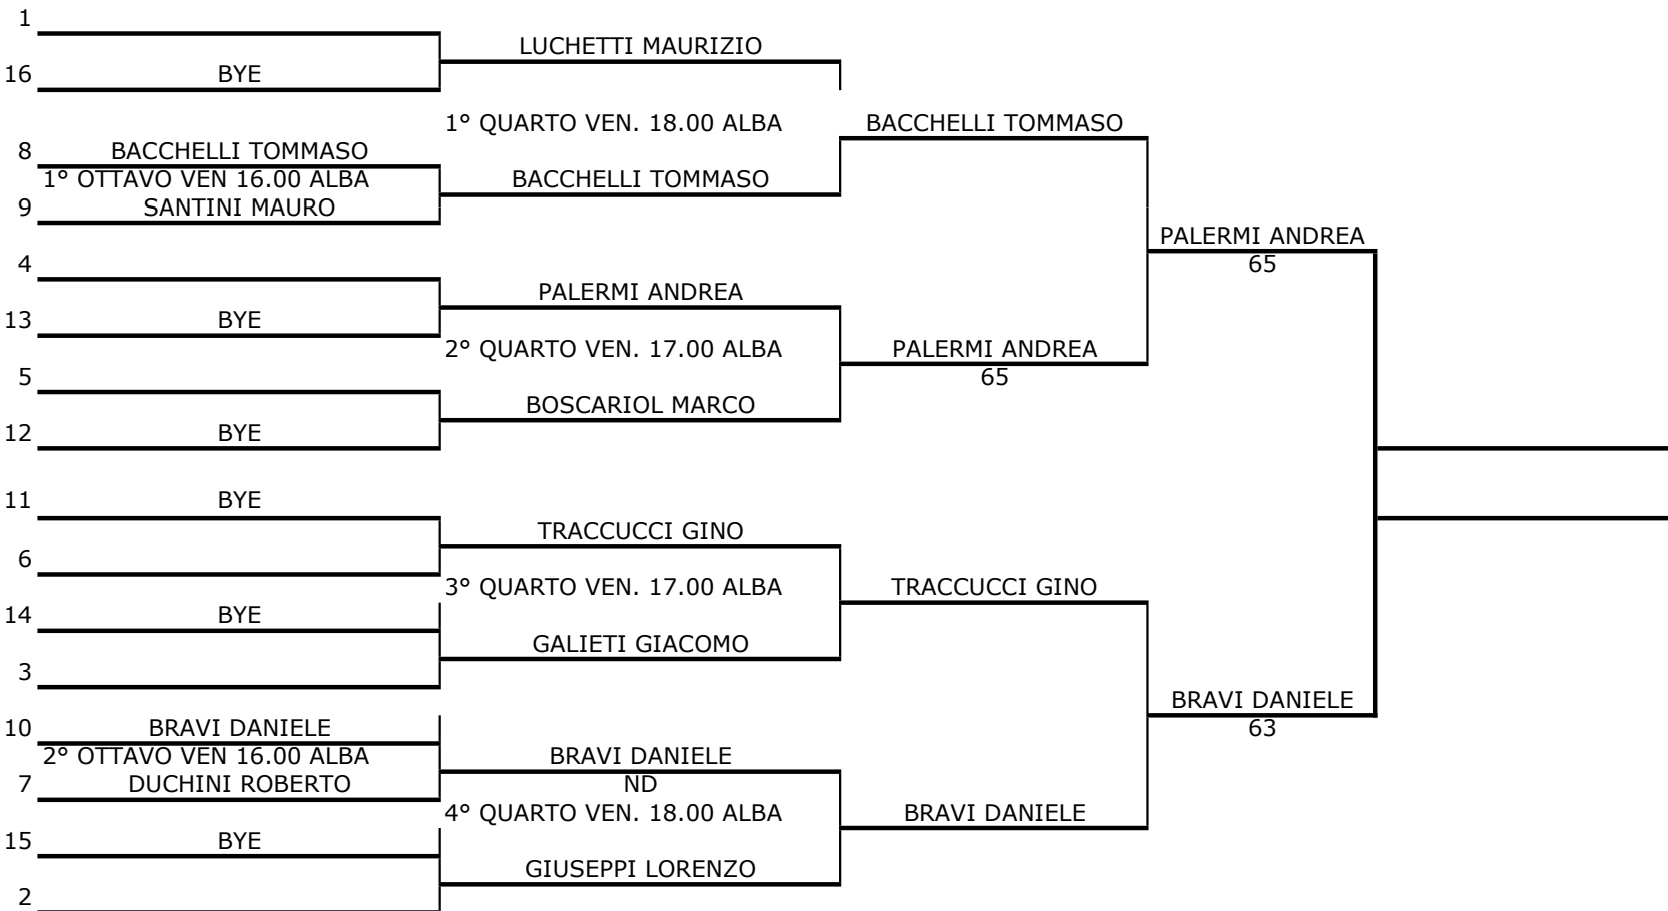 1
LUCHETTI MAURIZIO
16 BYE
1° QUARTO VEN. 18.00 ALBA BACCHELLI TOMMASO
8 BACCHELLI TOMMASO
1° OTTAVO VEN 16.00 ALBA BACCHELLI TOMMASO
9 SANTINI MAURO
PALERMI ANDREA
4 65
PALERMI ANDREA
13 BYE
2° QUARTO VEN. 17.00 ALBA PALERMI ANDREA
5 65
BOSCARIOL MARCO
12 BYE
11 BYE
TRACCUCCI GINO
6
3° QUARTO VEN. 17.00 ALBA TRACCUCCI GINO
14 BYE
GALIETI GIACOMO
3
BRAVI DANIELE
10 BRAVI DANIELE 63
2° OTTAVO VEN 16.00 ALBA BRAVI DANIELE
7 DUCHINI ROBERTO ND
4° QUARTO VEN. 18.00 ALBA BRAVI DANIELE
15 BYE
GIUSEPPI LORENZO
2